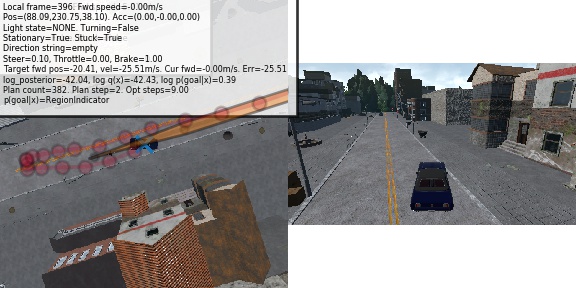 Local frame=396. Fwd speed=-0.00m/s
Pos=(88.09,230.75,38.10). Acc=(0.00,-0.00,0.00)
Light state=NONE. Turning=False
Stationary=True. Stuck=True
Direction string=empty
Steer=0.10, Throttle=0.00, Brake=1.00
Target fwd pos=-20.41, vel=-25.51m/s. Cur fwd=-0.00m/s. Err=-25.51
log_posterior=-42.04, log q(x)=-42.43, log p(goal|x)=0.39
Plan count=382. Plan step=2. Opt steps=9.00
p(goal|x)=RegionIndicator